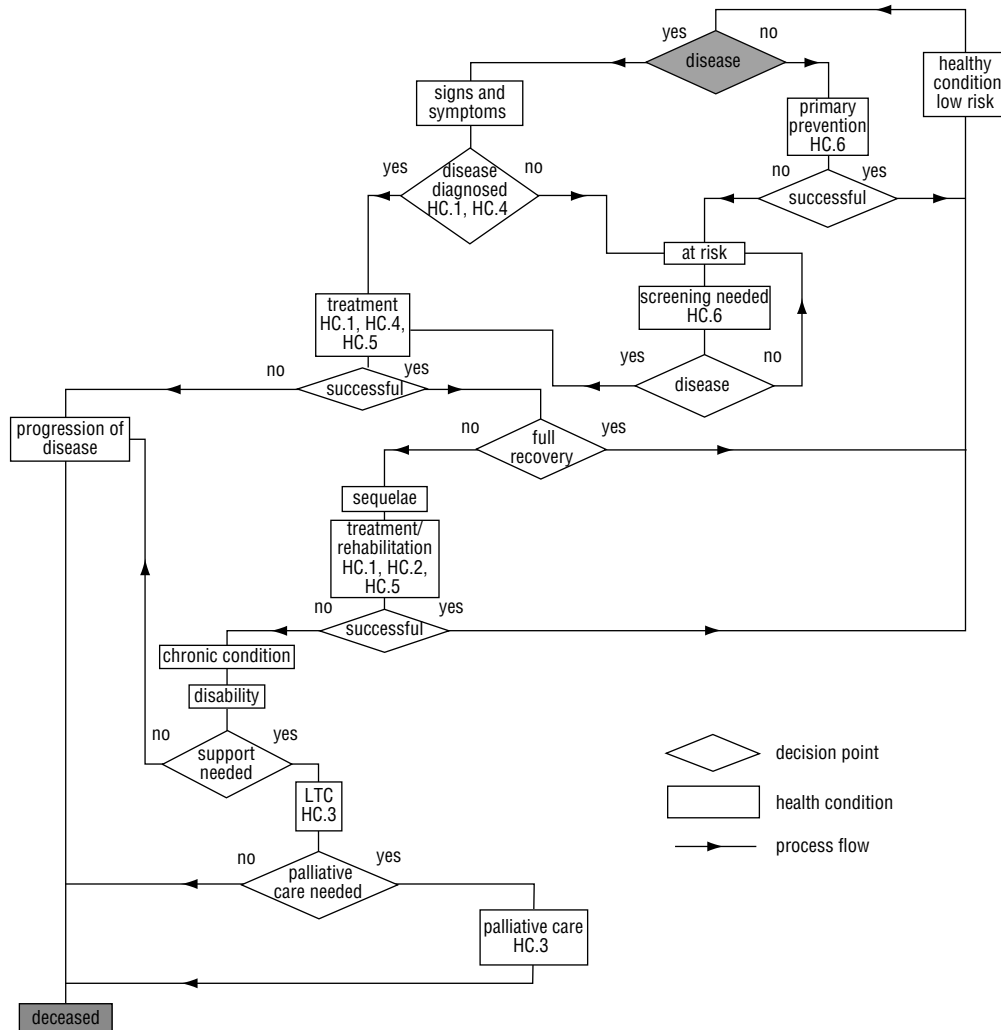 yes
no
disease
healthy
condition
low risk
signs and
symptoms
primary
prevention
HC.6
yes
disease
diagnosed
HC.1, HC.4
no
no
yes
successful
at risk
treatment
HC.1, HC.4,
HC.5
screening needed
HC.6
yes
no
disease
no
yes
successful
progression of
disease
no
full
recovery
yes
sequelae
treatment/
rehabilitation
HC.1, HC.2,
HC.5
no
yes
successful
chronic condition
disability
no
yes
support
needed
decision point
LTC
HC.3
health condition
process flow
no
yes
palliative
care needed
palliative care
HC.3
deceased